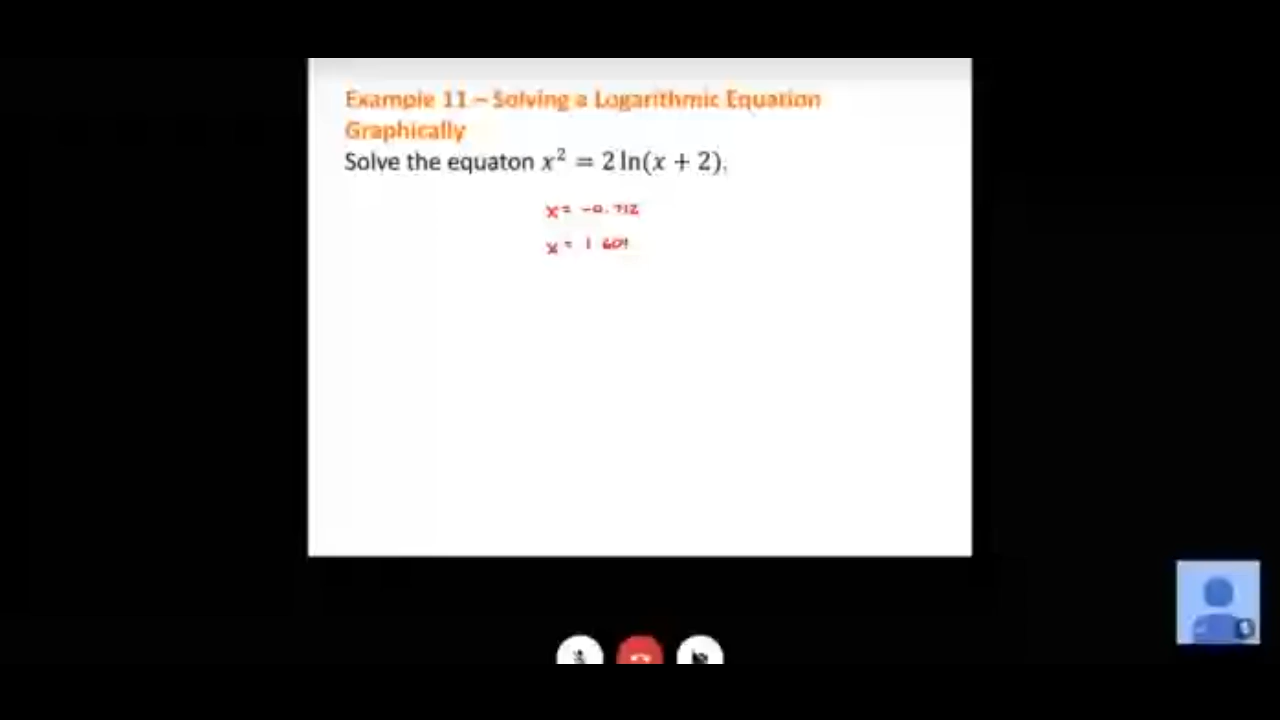 Example 11 – Solving a Logarithmic Equation
Graphically
Solve the equaton x² = 2 ln(x + 2).
x = -0.712
x = 1 601